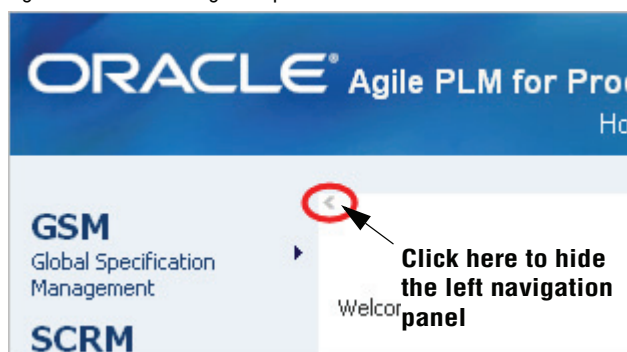 ORACLE® Agile PLM for Pro
Ho
GSM
Global Specification
Management
SCRM
Click here to hide
the left navigation
panel
Welcor